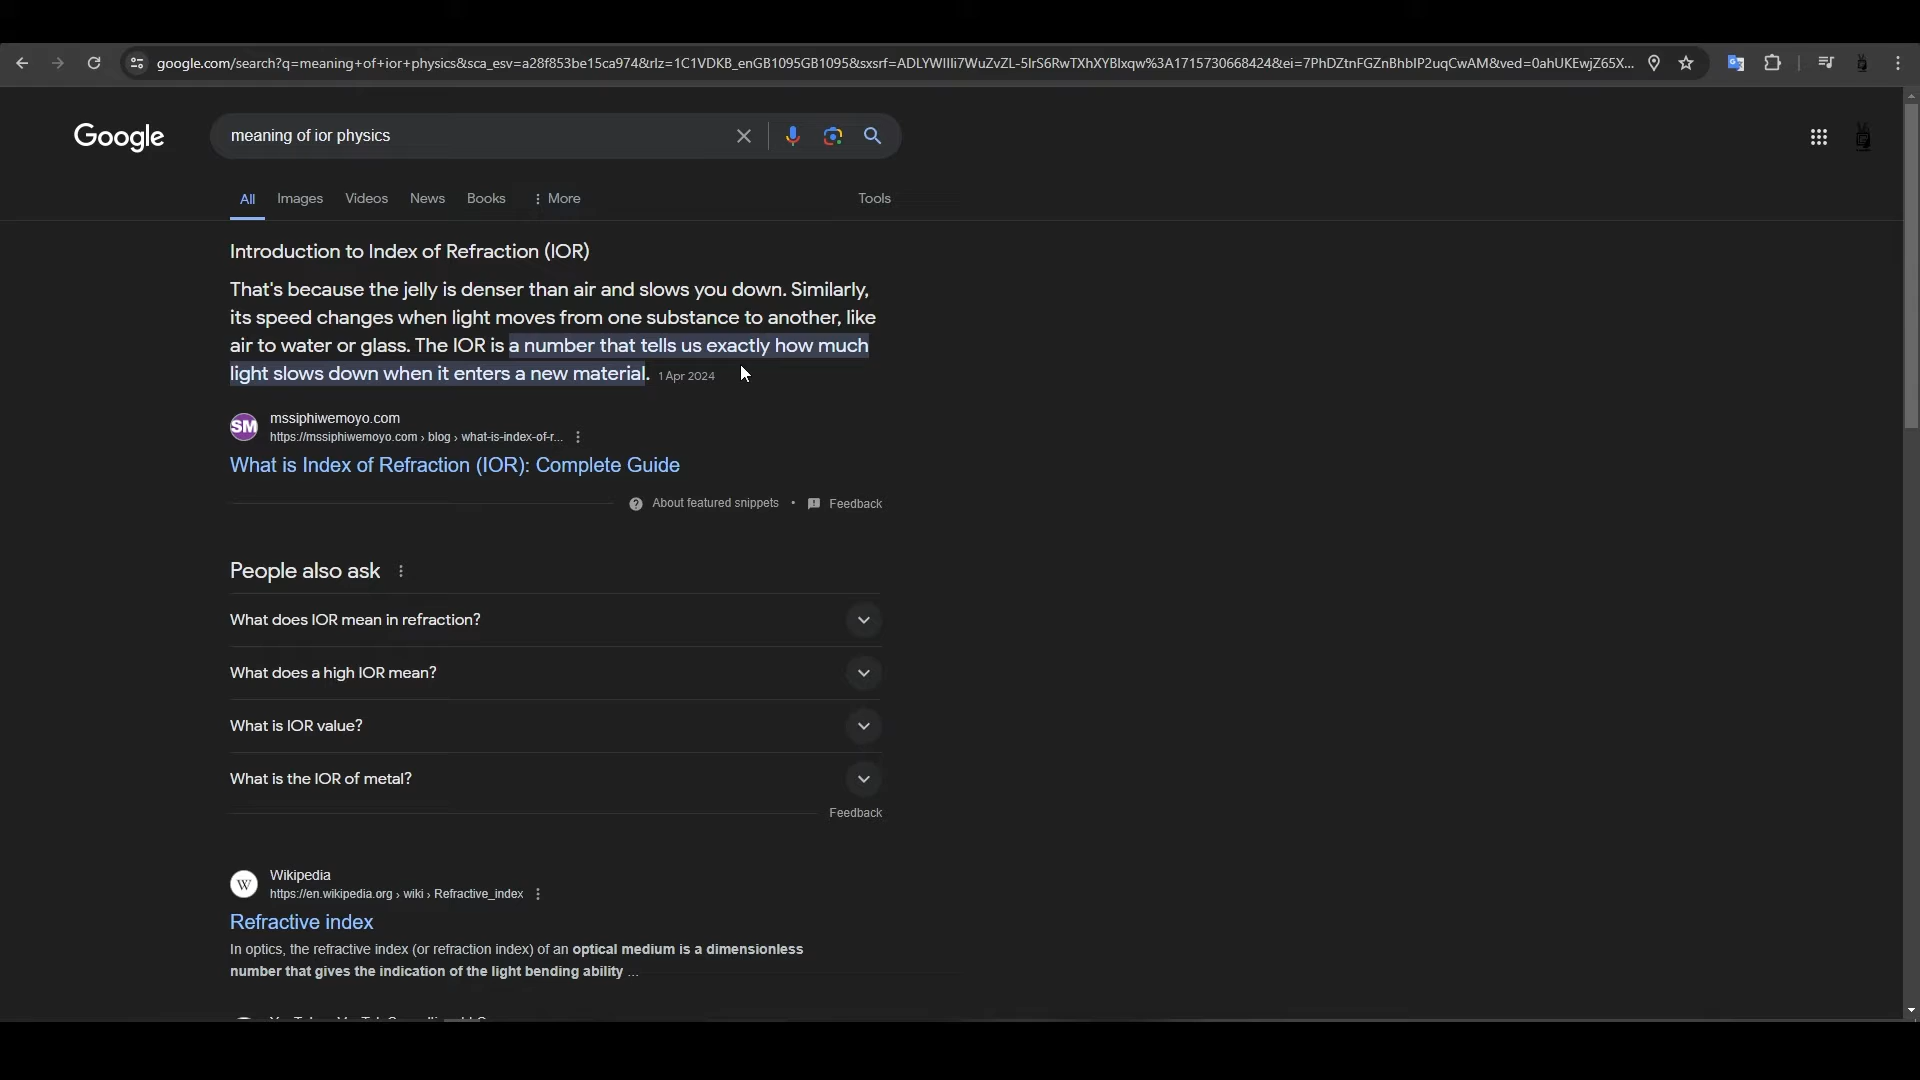 google.com/search?q=meaning+of+ior+physics&sca_esv=a28f853be15ca974&rlz=1C1VDKB_enGB1095GB1095&sxsrf=ADLYWIIli7WuZvZL-5lrS6RwTXhXYBlxqw%3A1715730668424&ei=7PhDZtnFGZnBhbIP2uqCwAM&ved=0ahUKEwjZ65X...
Google
meaning of ior physics
All Images Videos News Books More Tools
Introduction to Index of Refraction (IOR)
That's because the jelly is denser than air and slows you down. Similarly,
its speed changes when light moves from one substance to another, like
air to water or glass. The IOR is a number that tells us exactly how much
light slows down when it enters a new material. 1 Apr 2024
SM
mssiphiwemoyo.com
https://mssiphiwemoyo.com › blog › what-is-index-of-r...
What is Index of Refraction (IOR): Complete Guide
About featured snippets • Feedback
People also ask
What does IOR mean in refraction?
What does a high IOR mean?
What is IOR value?
What is the IOR of metal?
Feedback
W
Wikipedia
https://en.wikipedia.org › wiki › Refractive_index
Refractive index
In optics, the refractive index (or refraction index) of an optical medium is a dimensionless
number that gives the indication of the light bending ability ...